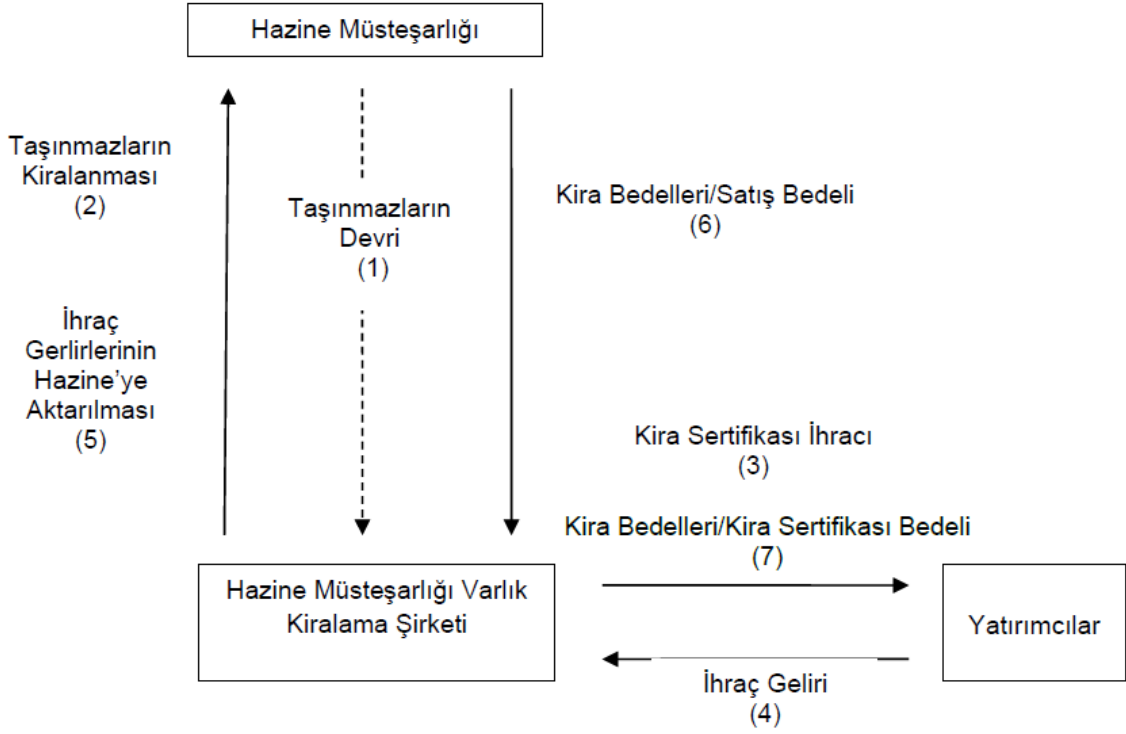 Hazine Müsteşarlığı
Taşınmazların
Kiralanması
(2)
Taşınmazların
Devri
(1)
Kira Bedelleri/Satış Bedeli
(6)
İhraç
Gerlirlerinin
Hazine’ye
Aktarılması
(5)
Kira Sertifikası İhracı
(3)
Kira Bedelleri/Kira Sertifikası Bedeli
(7)
Hazine Müsteşarlığı Varlık
Kiralama Şirketi
Yatırımcılar
İhraç Geliri
(4)